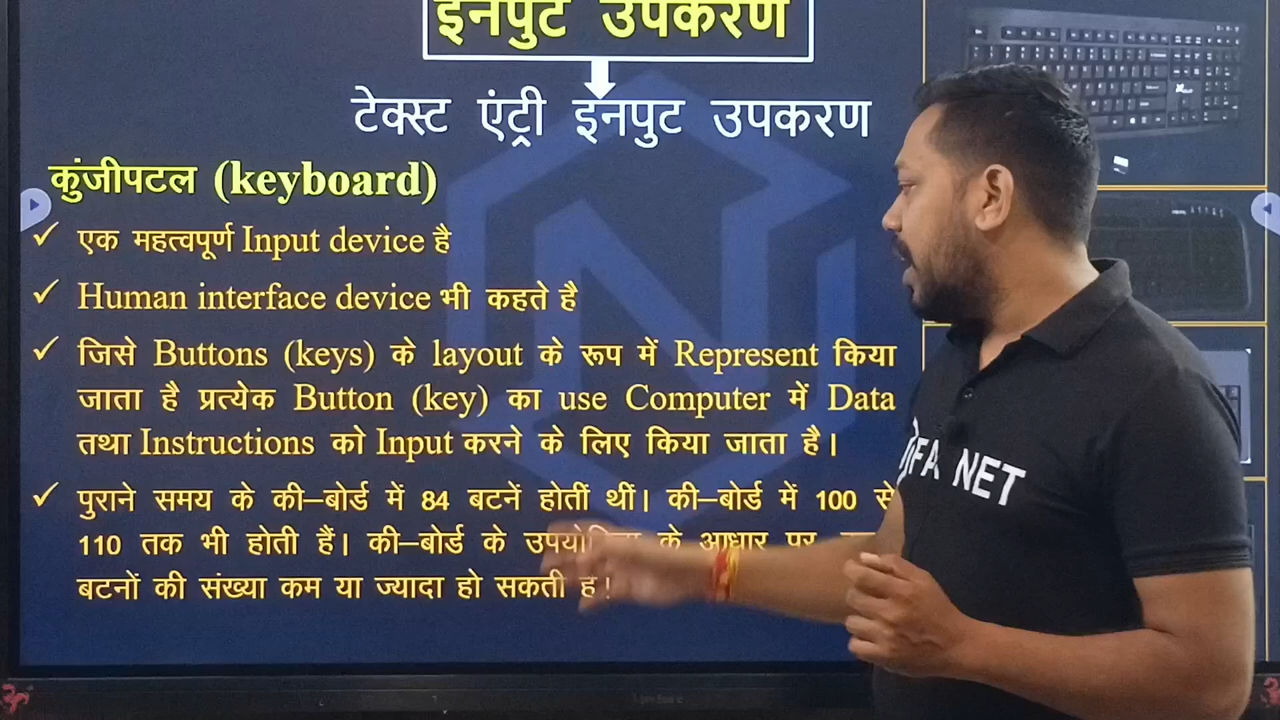 इनपुट उपकरण
टेक्स्ट एंट्री इनपुट उपकरण
कुंजीपटल (keyboard)
✓ एक महत्वपूर्ण Input device है
✓ Human interface device भी कहते है
✓ जिसे Buttons (keys) के layout के रूप में Represent किया
जाता है प्रत्येक Button (key) का use Computer में Data
तथा Instructions को Input करने के लिए किया जाता है।
✓ पुराने समय के की–बोर्ड में 84 बटनें होतीं थीं। की–बोर्ड में 100 से
110 तक भी होती हैं। की–बोर्ड के के आधार पर
बटनों की संख्या कम या ज्यादा हो सकती है।
NET